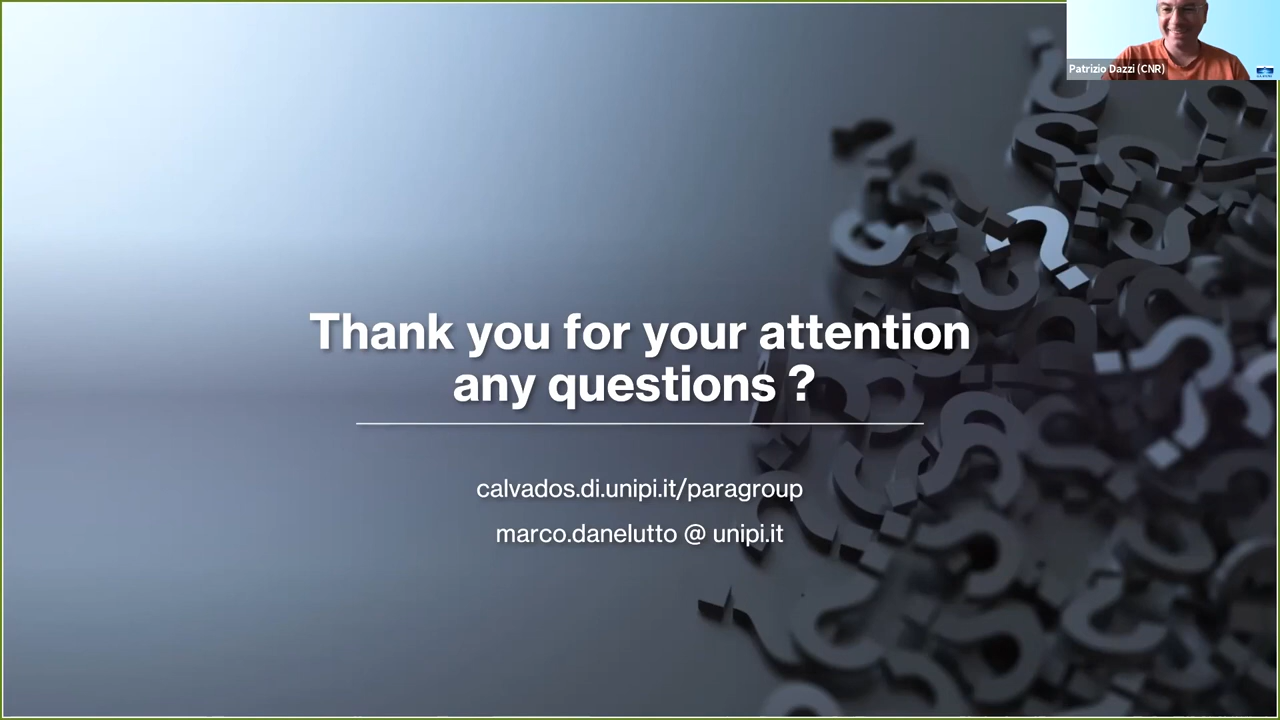 Patrizio Dazzi (CNR)
Thank you for your attention
any questions ?
calvados.di.unipi.it/paragroup
marco.danelutto @ unipi.it